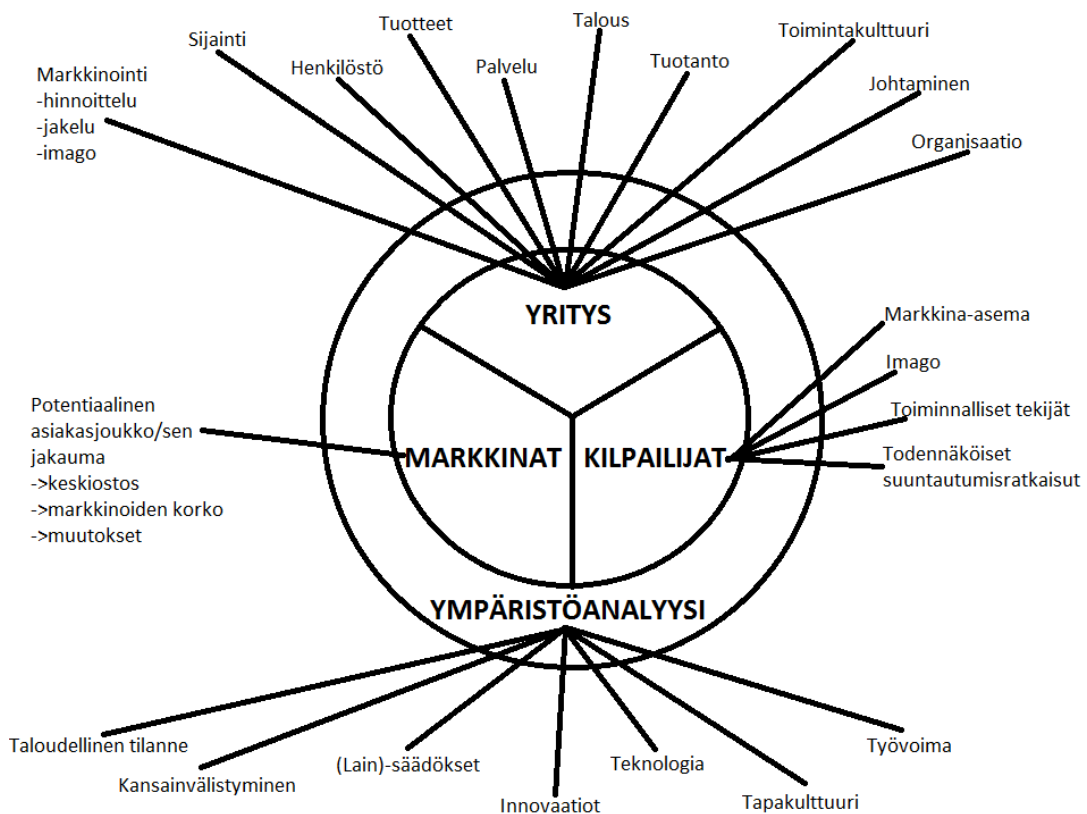 Talous
Tuotteet
Toimintakulttuuri
Sijainti
Henkilöstö
Palvelu
Tuotanto
Markkinointi
-hinnoittelu
-jakelu
-imago
Johtaminen
Organisaatio
YRITYS
Markkina-asema
Imago
Toiminnalliset tekijät
Todennäköiset
suuntautumisratkaisut
Potentiaalinen
asiakasjoukko/sen
jakauma
->keskiostos
->markkinoiden korko
->muutokset
MARKKINAT
KILPAILIJAT
YMPÄRISTÖANALYYSI
Taloudellinen tilanne
Kansainvälistyminen
(Lain)-säädökset
Innovaatiot
Teknologia
Tapakulttuuri
Työvoima